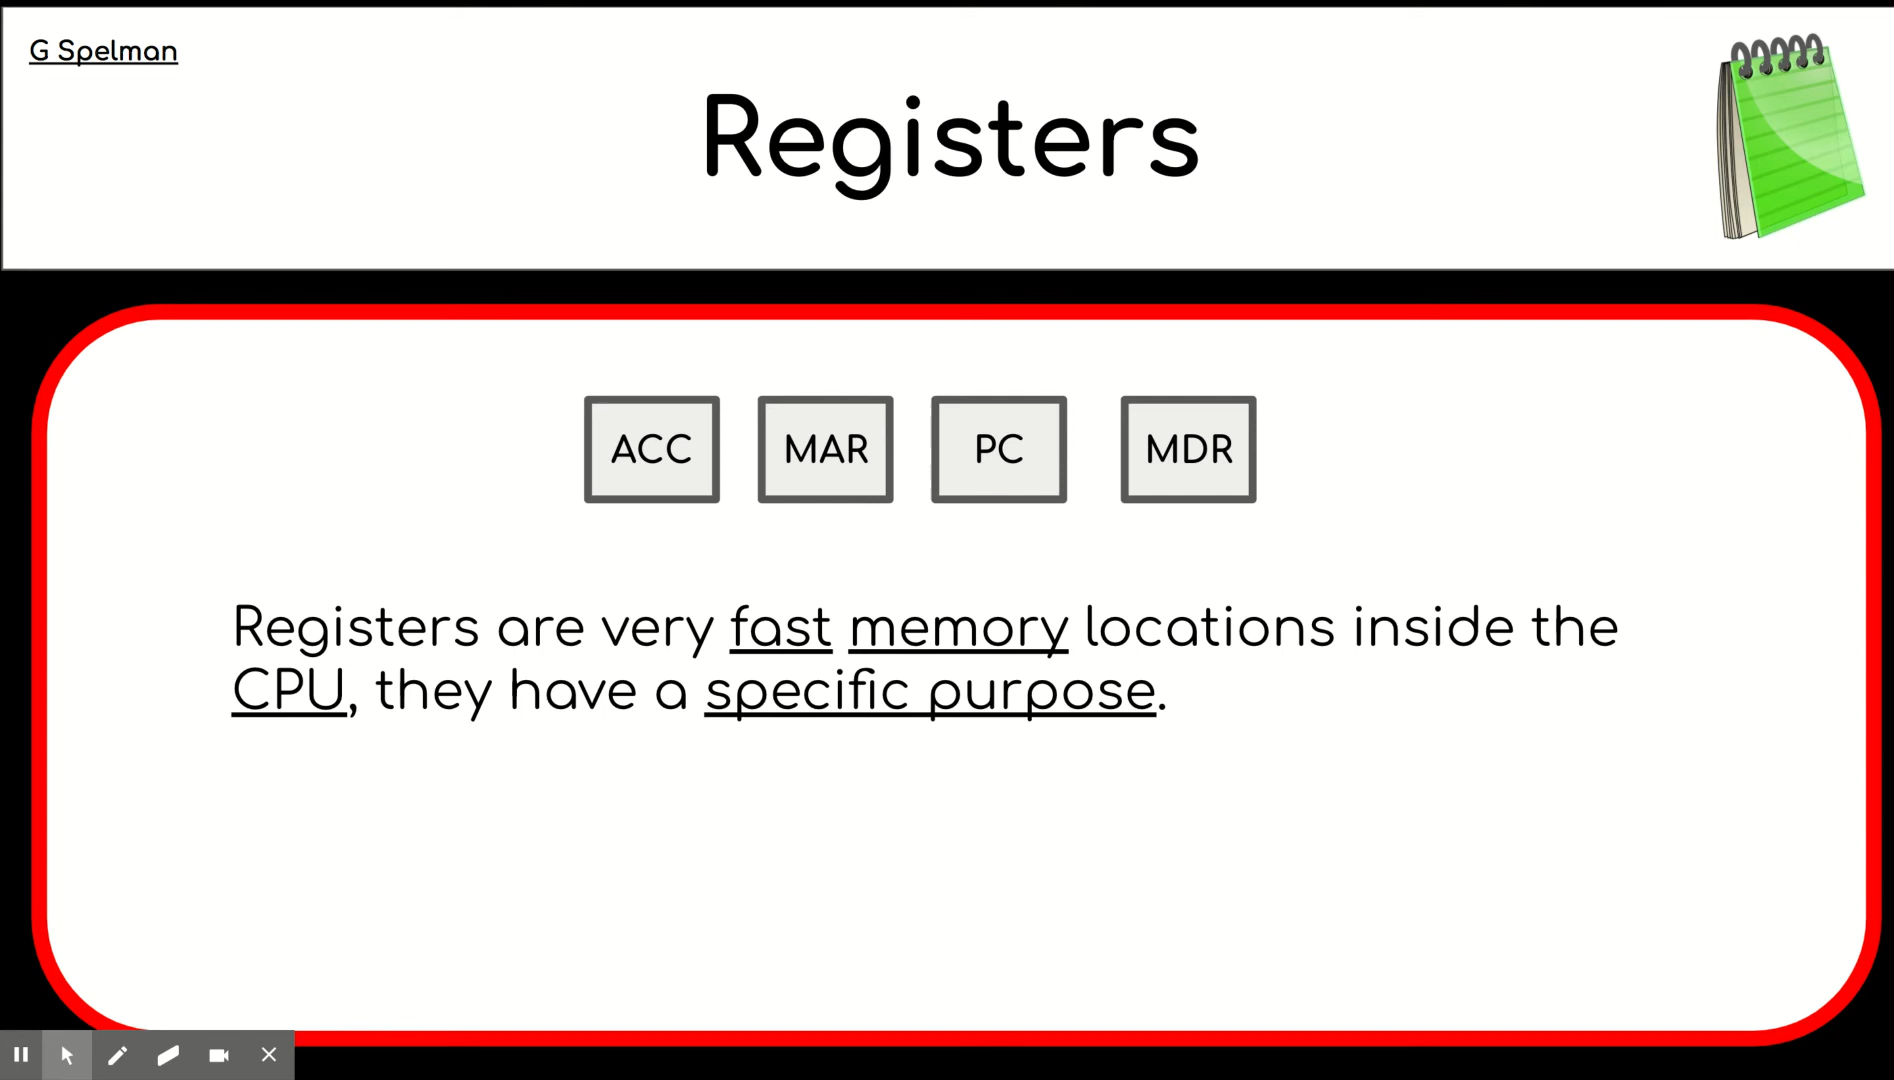 G Spelman
Registers
ACC MAR PC MDR
Registers are very fast memory locations inside the
CPU, they have a specific purpose.